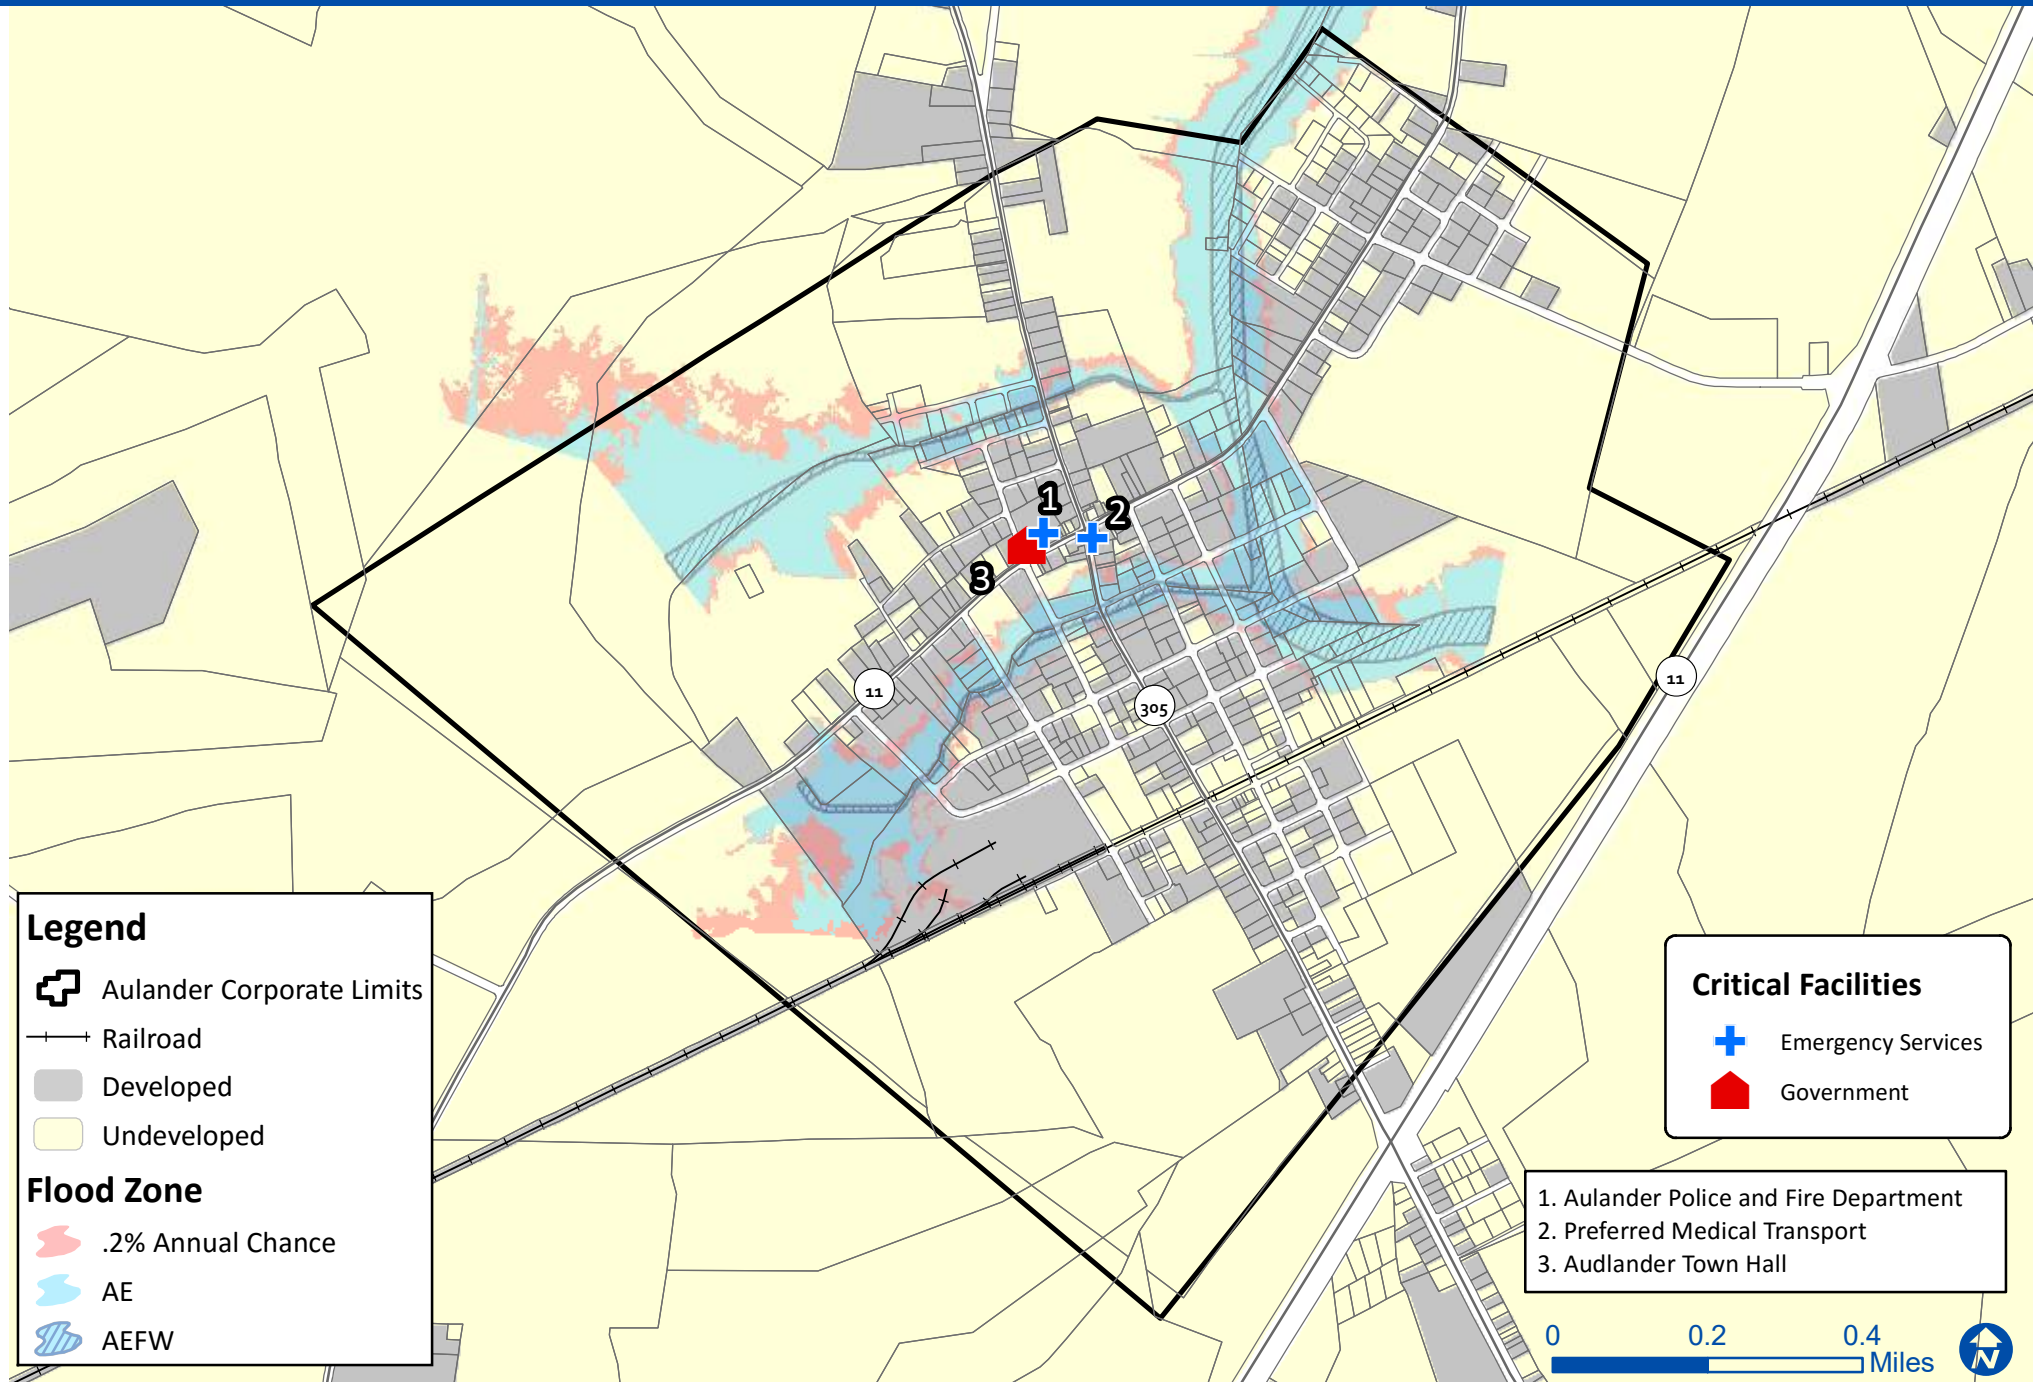 1
2
3
11
305
11
Legend
Aulander Corporate Limits
Railroad
Developed
Undeveloped
Flood Zone
.2% Annual Chance
AE
AEFW
Critical Facilities
Emergency Services
Government
1. Aulander Police and Fire Department
2. Preferred Medical Transport
3. Audlander Town Hall
0 0.2 0.4
Miles
N